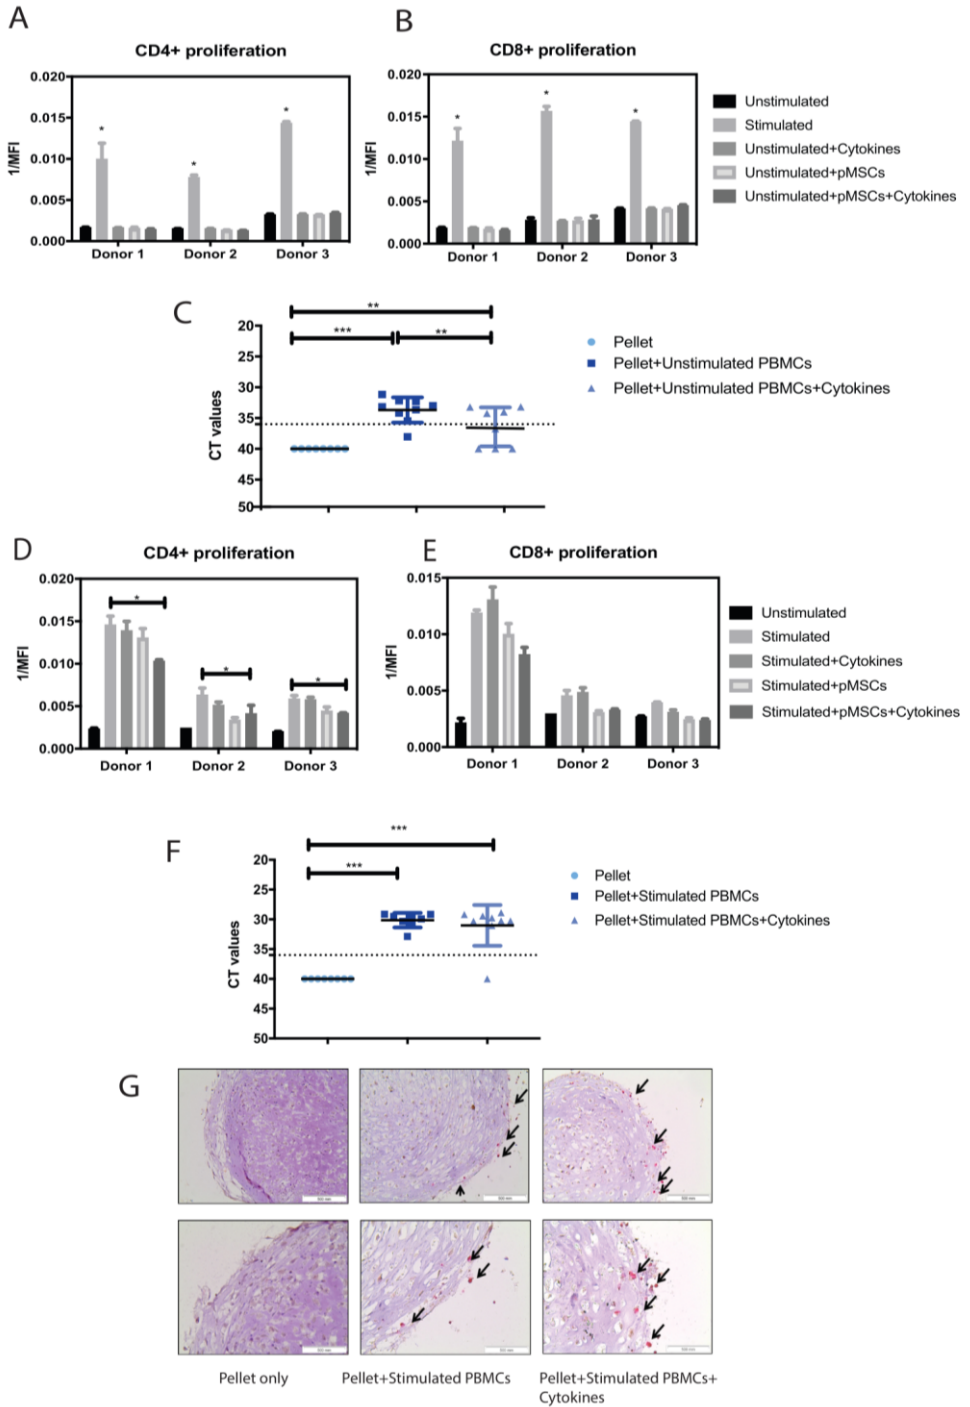 A
B
CD4+ proliferation
CD8+ proliferation
0.020
0.015
0.010
0.005
0.000
1/MFI
*
*
*
Donor 1
Donor 2
Donor 3
0.020
0.015
0.010
0.005
0.000
1/MFI
*
*
*
Donor 1
Donor 2
Donor 3
Unstimulated
Stimulated
Unstimulated+Cytokines
Unstimulated+pMSCs
Unstimulated+pMSCs+Cytokines
C
**
***
**
20
25
30
35
40
45
50
CT values
Pellet
Pellet+Unstimulated PBMCs
Pellet+Unstimulated PBMCs+Cytokines
D
E
CD4+ proliferation
CD8+ proliferation
0.020
0.015
0.010
0.005
0.000
1/MFI
*
*
*
Donor 1
Donor 2
Donor 3
0.015
0.010
0.005
0.000
1/MFI
Donor 1
Donor 2
Donor 3
Unstimulated
Stimulated
Stimulated+Cytokines
Stimulated+pMSCs
Stimulated+pMSCs+Cytokines
F
***
***
20
25
30
35
40
45
50
CT values
Pellet
Pellet+Stimulated PBMCs
Pellet+Stimulated PBMCs+Cytokines
G
Pellet only
Pellet+Stimulated PBMCs
Pellet+Stimulated PBMCs+
Cytokines